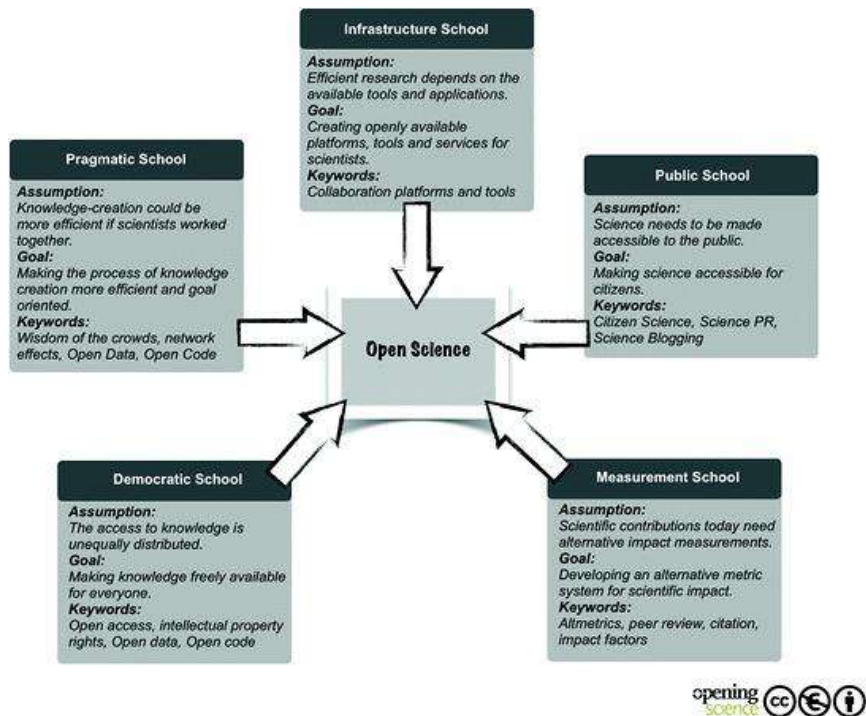 Infrastructure School
Assumption:
Efficient research depends on the
available tools and applications.
Goal:
Creating openly available
platforms, tools and services for
scientists.
Keywords:
Collaboration platforms and tools
Pragmatic School
Assumption:
Knowledge-creation could be
more efficient if scientists worked
together.
Goal:
Making the process of knowledge
creation more efficient and goal
oriented.
Keywords:
Wisdom of the crowds, network
effects, Open Data, Open Code
Public School
Assumption:
Science needs to be made
accessible to the public.
Goal:
Making science accessible for
citizens.
Keywords:
Citizen Science, Science PR,
Science Blogging
Open Science
Democratic School
Assumption:
The access to knowledge is
unequally distributed.
Goal:
Making knowledge freely available
for everyone.
Keywords:
Open access, intellectual property
rights, Open data, Open code
Measurement School
Assumption:
Scientific contributions today need
alternative impact measurements.
Goal:
Developing an alternative metric
system for scientific impact.
Keywords:
Altmetrics, peer review, citation,
impact factors
opening
science
cc